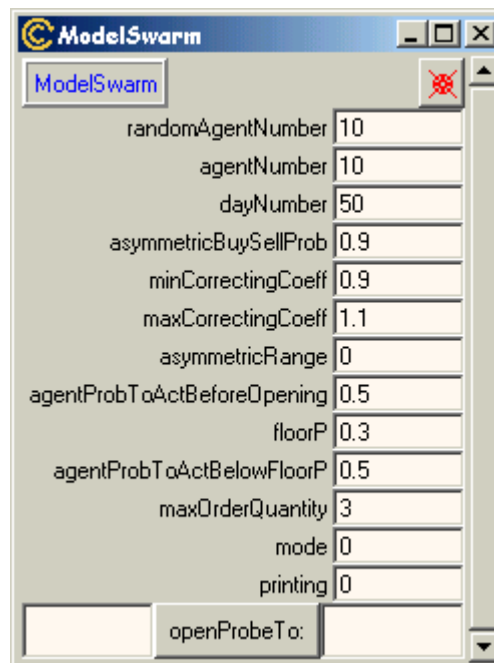 ModelSwarm
ModelSwarm
randomAgentNumber 10
agentNumber 10
dayNumber 50
asymmetricBuySellProb 0.9
minCorrectingCoeff 0.9
maxCorrectingCoeff 1.1
asymmetricRange 0
agentProbToActBeforeOpening 0.5
floorP 0.3
agentProbToActBelowFloorP 0.5
maxOrderQuantity 3
mode 0
printing 0
openProbeTo: